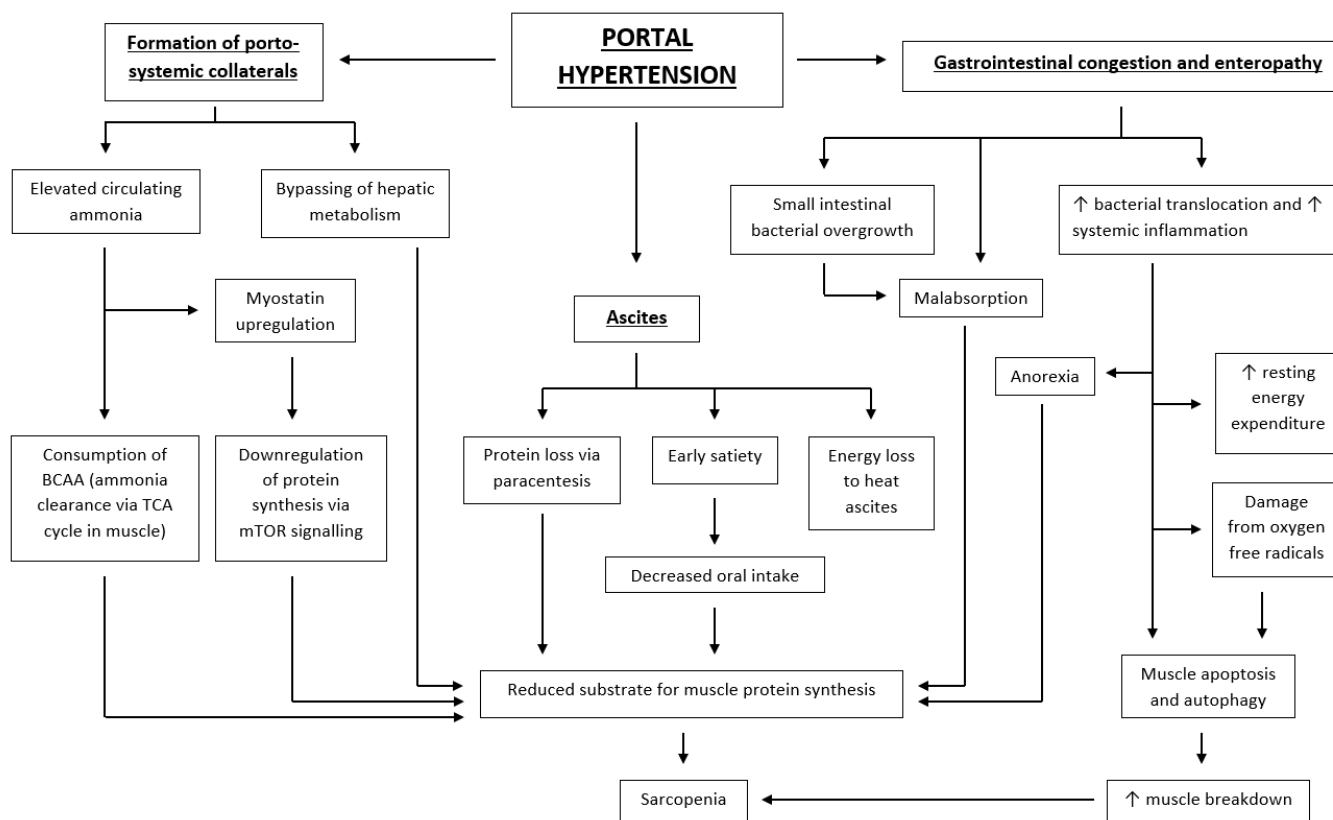 PORTAL
HYPERTENSION
Formation of porto-
systemic collaterals
Gastrointestinal congestion and enteropathy
Elevated circulating
ammonia
Bypassing of hepatic
metabolism
Small intestinal
bacterial overgrowth
↑ bacterial translocation and ↑
systemic inflammation
Myostatin
upregulation
Ascites
Malabsorption
Anorexia
↑ resting
energy
expenditure
Consumption of
BCAA (ammonia
clearance via TCA
cycle in muscle)
Downregulation
of protein
synthesis via
mTOR signalling
Protein loss via
paracentesis
Early satiety
Energy loss
to heat
ascites
Damage
from oxygen
free radicals
Decreased oral intake
Reduced substrate for muscle protein synthesis
Muscle apoptosis
and autophagy
Sarcopenia
↑ muscle breakdown